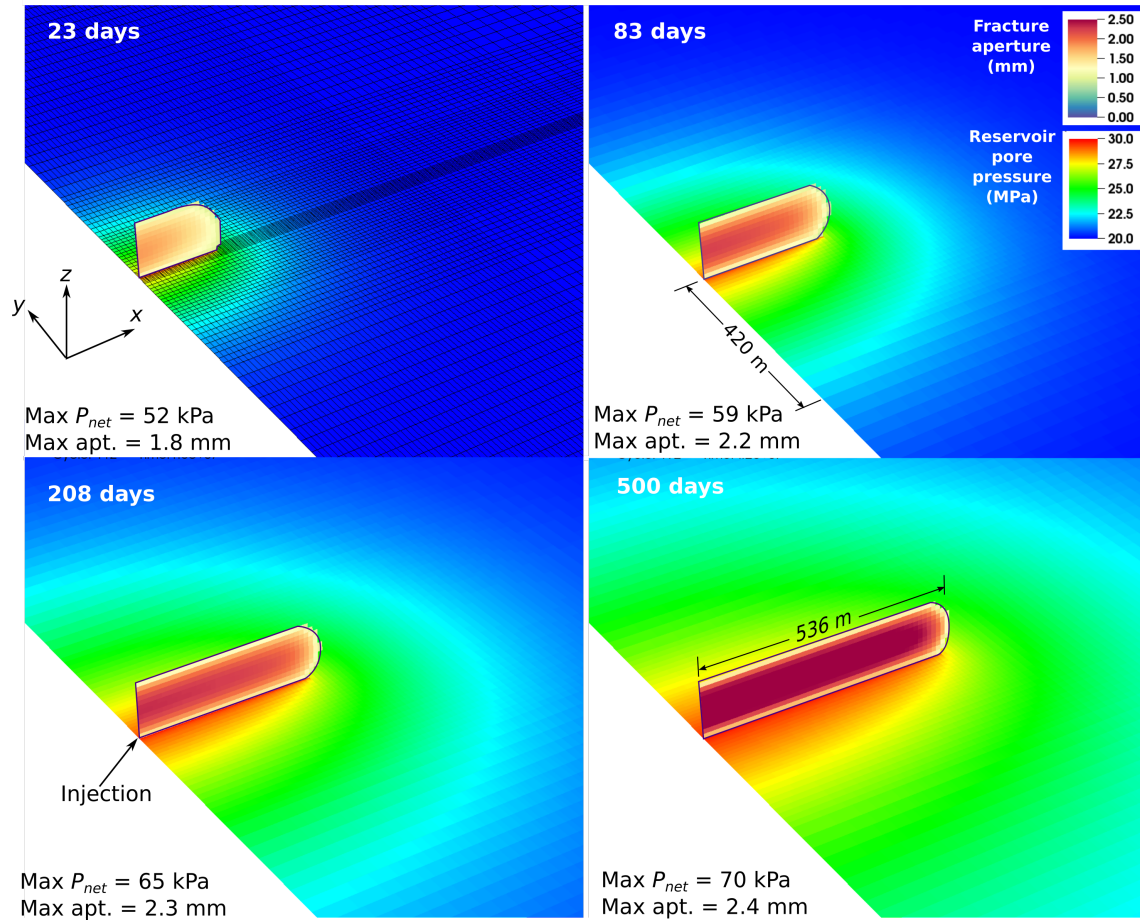 23 days
z
y
x
Max P_net = 52 kPa
Max apt. = 1.8 mm
83 days
Fracture
aperture
(mm)
2.50
2.00
1.50
1.00
0.50
0.00
Reservoir
pore
pressure
(MPa)
30.0
27.5
25.0
22.5
20.0
420 m
Max P_net = 59 kPa
Max apt. = 2.2 mm
208 days
Injection
Max P_net = 65 kPa
Max apt. = 2.3 mm
500 days
536 m
Max P_net = 70 kPa
Max apt. = 2.4 mm